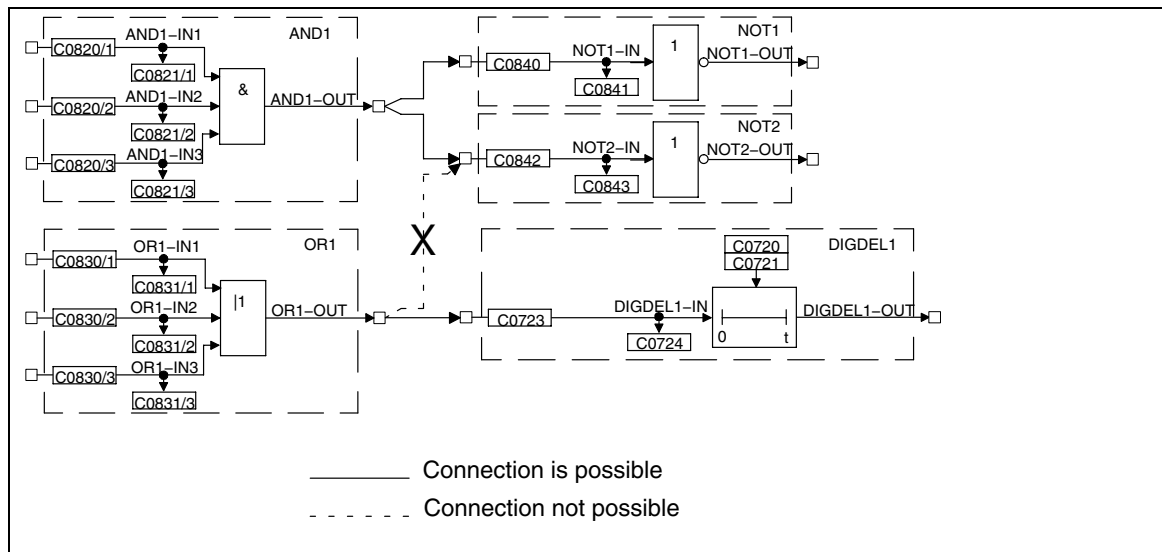 AND1
AND1-IN1
C0820/1
C0821/1
AND1-IN2
C0820/2
C0821/2
AND1-IN3
C0820/3
C0821/3
&
AND1-OUT
NOT1
C0840
NOT1-IN
C0841
1
NOT1-OUT
NOT2
C0842
NOT2-IN
C0843
1
NOT2-OUT
X
OR1
OR1-IN1
C0830/1
C0831/1
OR1-IN2
C0830/2
C0831/2
OR1-IN3
C0830/3
C0831/3
|1
OR1-OUT
DIGDEL1
C0720
C0721
C0723
DIGDEL1-IN
C0724
0 t
DIGDEL1-OUT
Connection is possible
Connection not possible